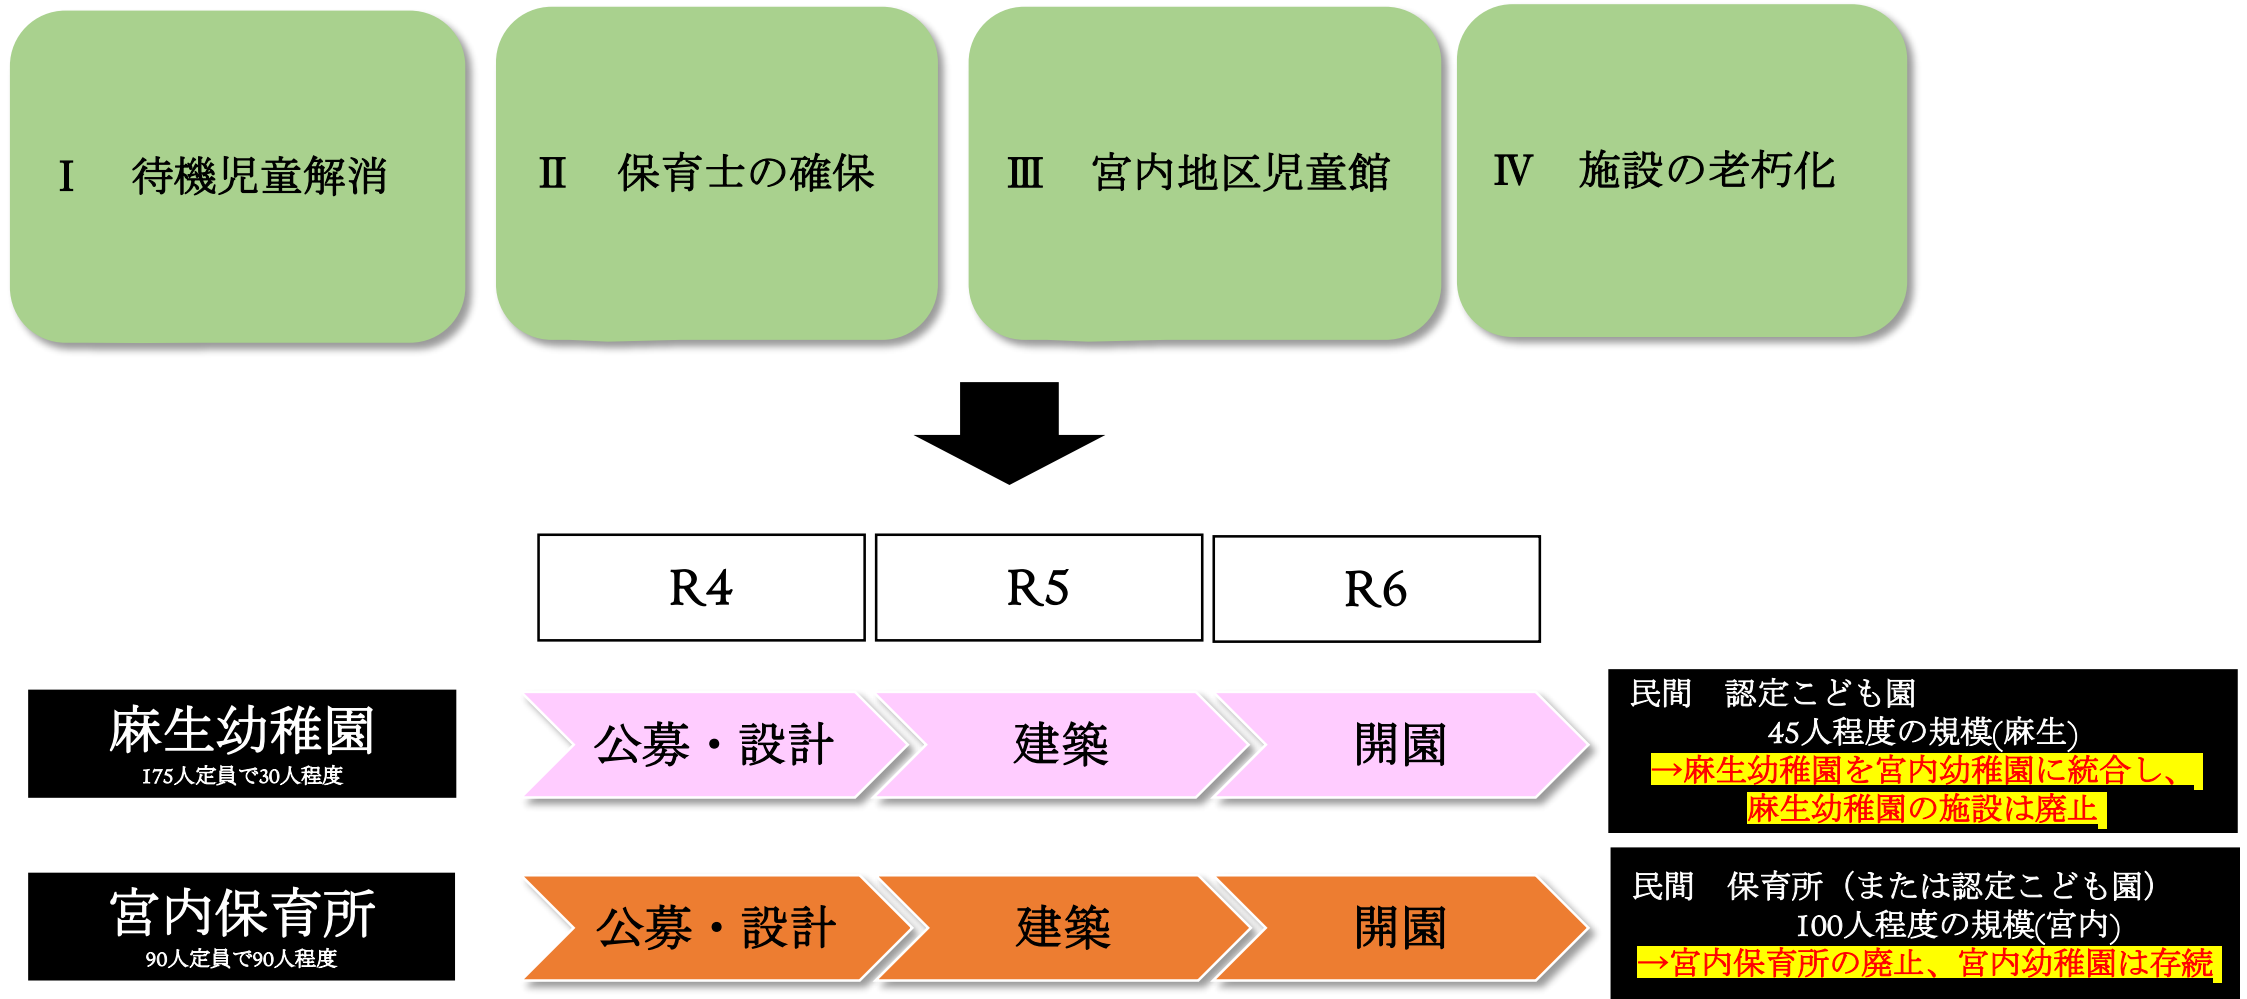 Ⅰ　待機児童解消
Ⅱ　保育士の確保
Ⅲ　宮内地区児童館
Ⅳ　施設の老朽化
R4
R5
R6
麻生幼稚園
175人定員で30人程度
公募・設計
建築
開園
民間　認定こども園
45人程度の規模(麻生)
→麻生幼稚園を宮内幼稚園に統合し、
麻生幼稚園の施設は廃止
宮内保育所
90人定員で90人程度
公募・設計
建築
開園
民間　保育所（または認定こども園）
100人程度の規模(宮内)
→宮内保育所の廃止、宮内幼稚園は存続